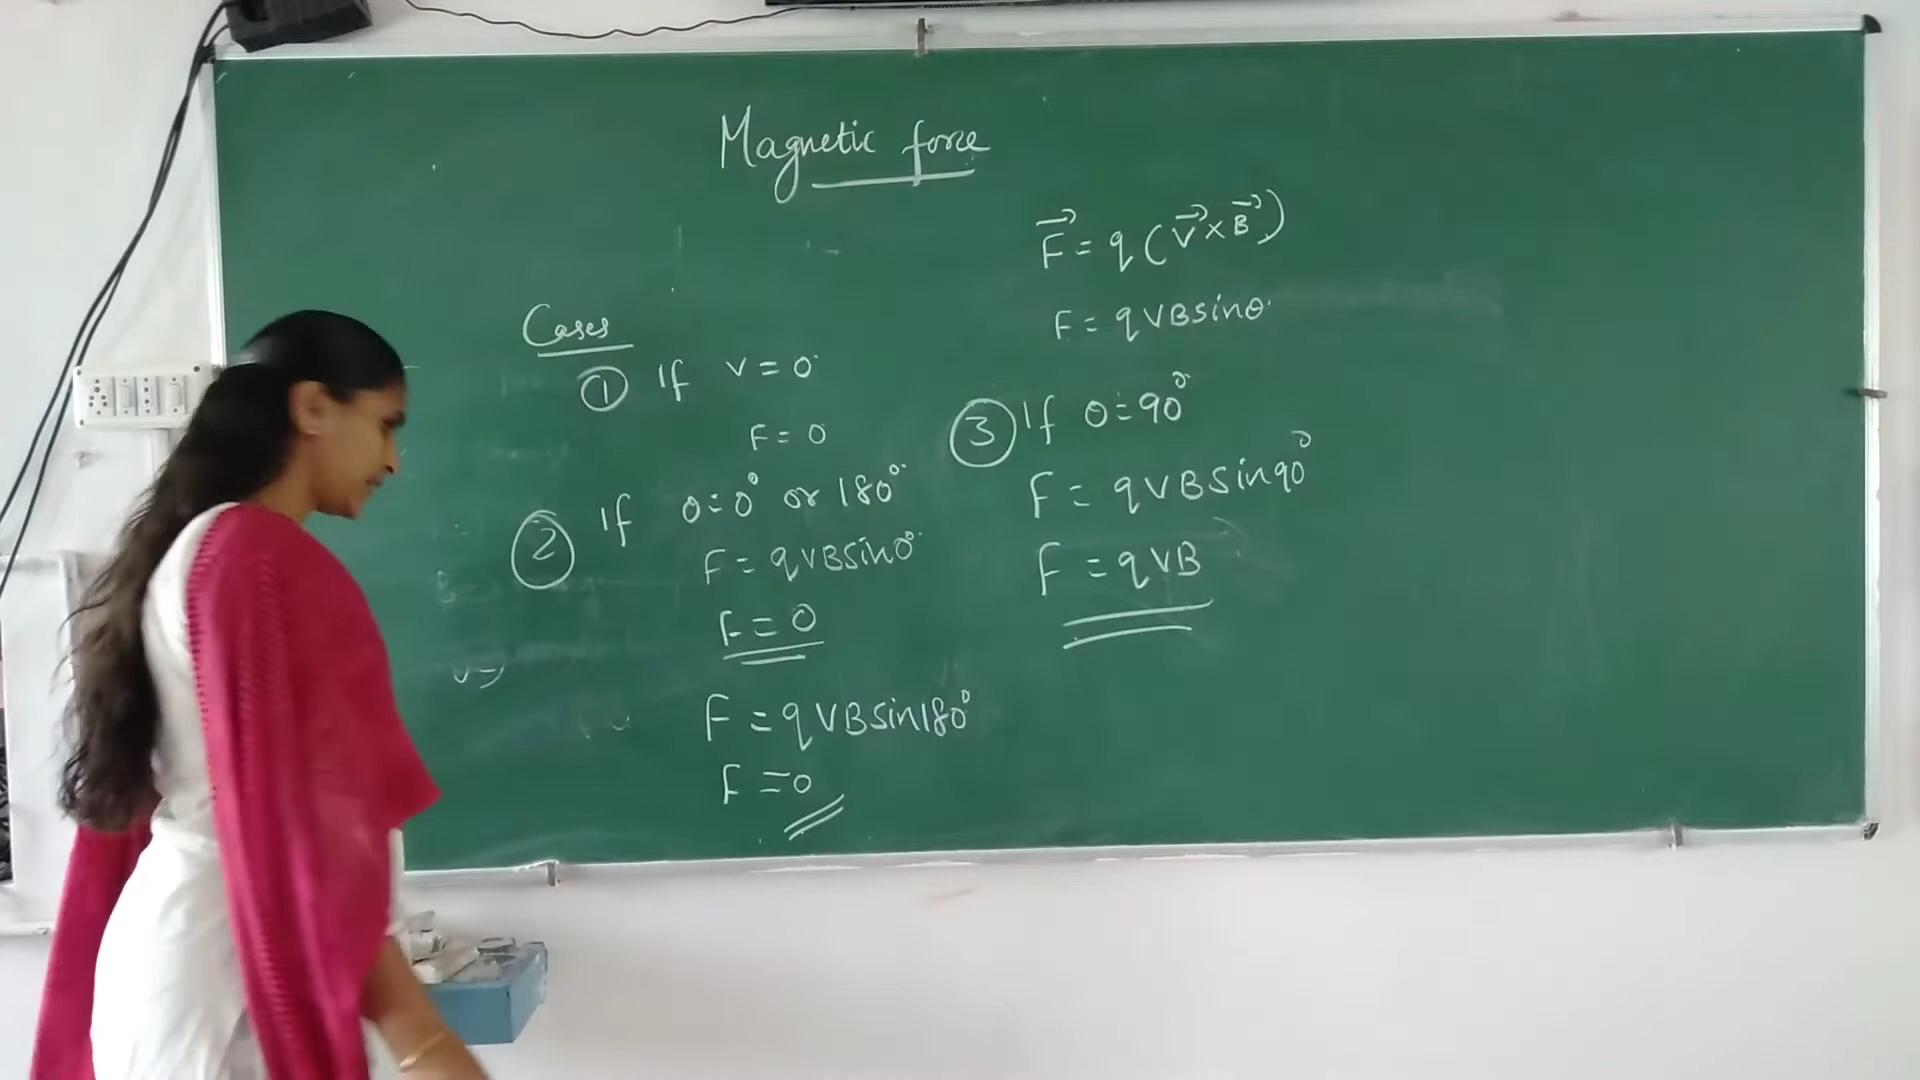 Magnetic force
Cases
① If v = 0
F = 0
② If θ = 0° or 180°
F = qVBsin0°
F = 0
F = qVBsin180°
F = 0
F⃗ = q(V⃗ × B⃗)
F = qVBsinθ
③ If θ = 90°
F = qVBsin90°
F = qVB